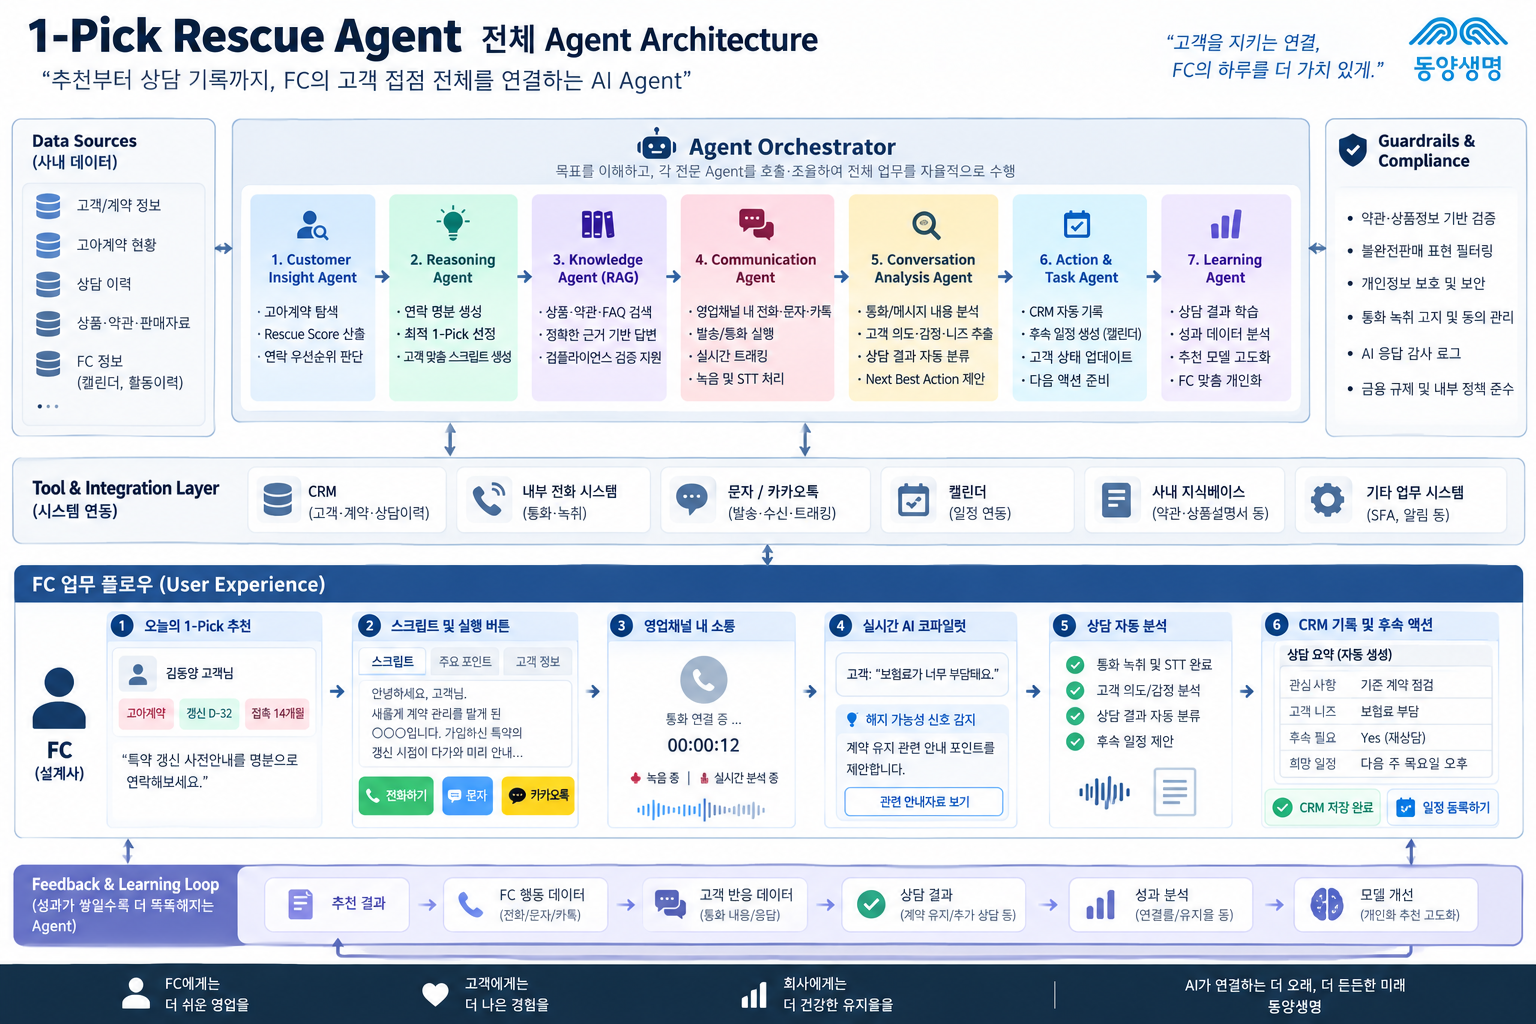 1-Pick Rescue Agent 전체 Agent Architecture
“추천부터 상담 기록까지, FC의 고객 접점 전체를 연결하는 AI Agent”
“고객을 지키는 연결,
FC의 하루를 더 가치 있게.”
동양생명
Data Sources
(사내 데이터)
고객/계약 정보
고아계약 현황
상담 이력
상품·약관·판매자료
FC 정보
(캘린더, 활동이력)
...
Agent Orchestrator
목표를 이해하고, 각 전문 Agent를 호출·조율하여 전체 업무를 자율적으로 수행
1. Customer
Insight Agent
· 고아계약 탐색
· Rescue Score 산출
· 연락 우선순위 판단
2. Reasoning
Agent
· 연락 명분 생성
· 최적 1-Pick 선정
· 고객 맞춤 스크립트 생성
3. Knowledge
Agent (RAG)
· 상품·약관·FAQ 검색
· 정확한 근거 기반 답변
· 컴플라이언스 검증 지원
4. Communication
Agent
· 영업채널 내 전화·문자·카톡
· 발송/통화 실행
· 실시간 트래킹
· 녹음 및 STT 처리
5. Conversation
Analysis Agent
· 통화/메시지 내용 분석
· 고객 의도·감정·니즈 추출
· 상담 결과 자동 분류
· Next Best Action 제안
6. Action &
Task Agent
· CRM 자동 기록
· 후속 일정 생성 (캘린더)
· 고객 상태 업데이트
· 다음 액션 준비
7. Learning
Agent
· 상담 결과 학습
· 성과 데이터 분석
· 추천 모델 고도화
· FC 맞춤 개인화
Guardrails &
Compliance
• 약관·상품정보 기반 검증
• 불완전판매 표현 필터링
• 개인정보 보호 및 보안
• 통화 녹취 고지 및 동의 관리
• AI 응답 감사 로그
• 금융 규제 및 내부 정책 준수
Tool & Integration Layer
(시스템 연동)
CRM
(고객·계약·상담이력)
내부 전화 시스템
(통화·녹취)
문자 / 카카오톡
(발송·수신·트래킹)
캘린더
(일정 연동)
사내 지식베이스
(약관·상품설명서 등)
기타 업무 시스템
(SFA, 알림 등)
FC 업무 플로우 (User Experience)
FC
(설계사)
1 오늘의 1-Pick 추천
김동양 고객님
고아계약 갱신 D-32 접촉 14개월
“특약 갱신 사전안내를 명분으로
연락해보세요.”
2 스크립트 및 실행 버튼
스크립트 주요 포인트 고객 정보
안녕하세요, 고객님.
새롭게 계약 관리를 맡게 된
○○○입니다. 가입하신 특약의
갱신 시점이 다가와 미리 안내...
전화하기 문자 카카오톡
3 영업채널 내 소통
통화 연결 중 ...
00:00:12
녹음 중 | 실시간 분석 중
4 실시간 AI 코파일럿
고객: “보험료가 너무 부담돼요.”
해지 가능성 신호 감지
계약 유지 관련 안내 포인트를
제안합니다.
관련 안내자료 보기
5 상담 자동 분석
통화 녹취 및 STT 완료
고객 의도/감정 분석
상담 결과 자동 분류
후속 일정 제안
6 CRM 기록 및 후속 액션
상담 요약 (자동 생성)
관심 사항 기존 계약 점검
고객 니즈 보험료 부담
후속 필요 Yes (재상담)
희망 일정 다음 주 목요일 오후
CRM 저장 완료 일정 등록하기
Feedback & Learning Loop
(성과가 쌓일수록 더 똑똑해지는
Agent)
추천 결과
FC 행동 데이터
(전화/문자/카톡)
고객 반응 데이터
(통화 내용/응답)
상담 결과
(계약 유지/추가 상담 등)
성과 분석
(연결률/유지율 등)
모델 개선
(개인화 추천 고도화)
FC에게는
더 쉬운 영업을
고객에게는
더 나은 경험을
회사에게는
더 건강한 유지율을
AI가 연결하는 더 오래, 더 든든한 미래
동양생명